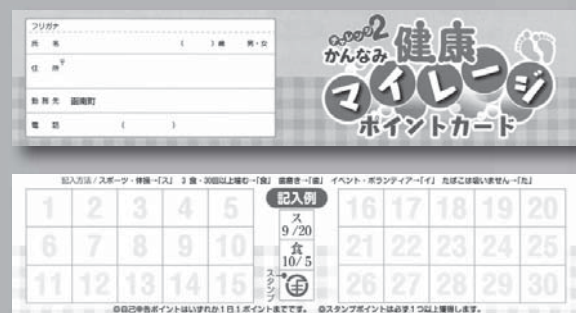 フリガナ
氏 名 ( )歳 男・女
住 所 〒
勤務先 函南町
電 話 ( )
チャレンジ2
かんなみ 健康
マイレージ
ポイントカード
記入方法/スポーツ・体操→「ス」 3食・30回以上噛む→「食」 歯磨き→「歯」 イベント・ボランティア→「イ」 たばこは吸いません→「た」
記入例
1 2 3 4 5 ス 9/20 16 17 18 19 20
6 7 8 9 10 食 10/5 21 22 23 24 25
11 12 13 14 15 スタンプ 26 27 28 29 30
◎自己申告ポイントはいずれか1日1ポイントまでです。 ◎スタンプポイントは必ず1つ以上獲得します。